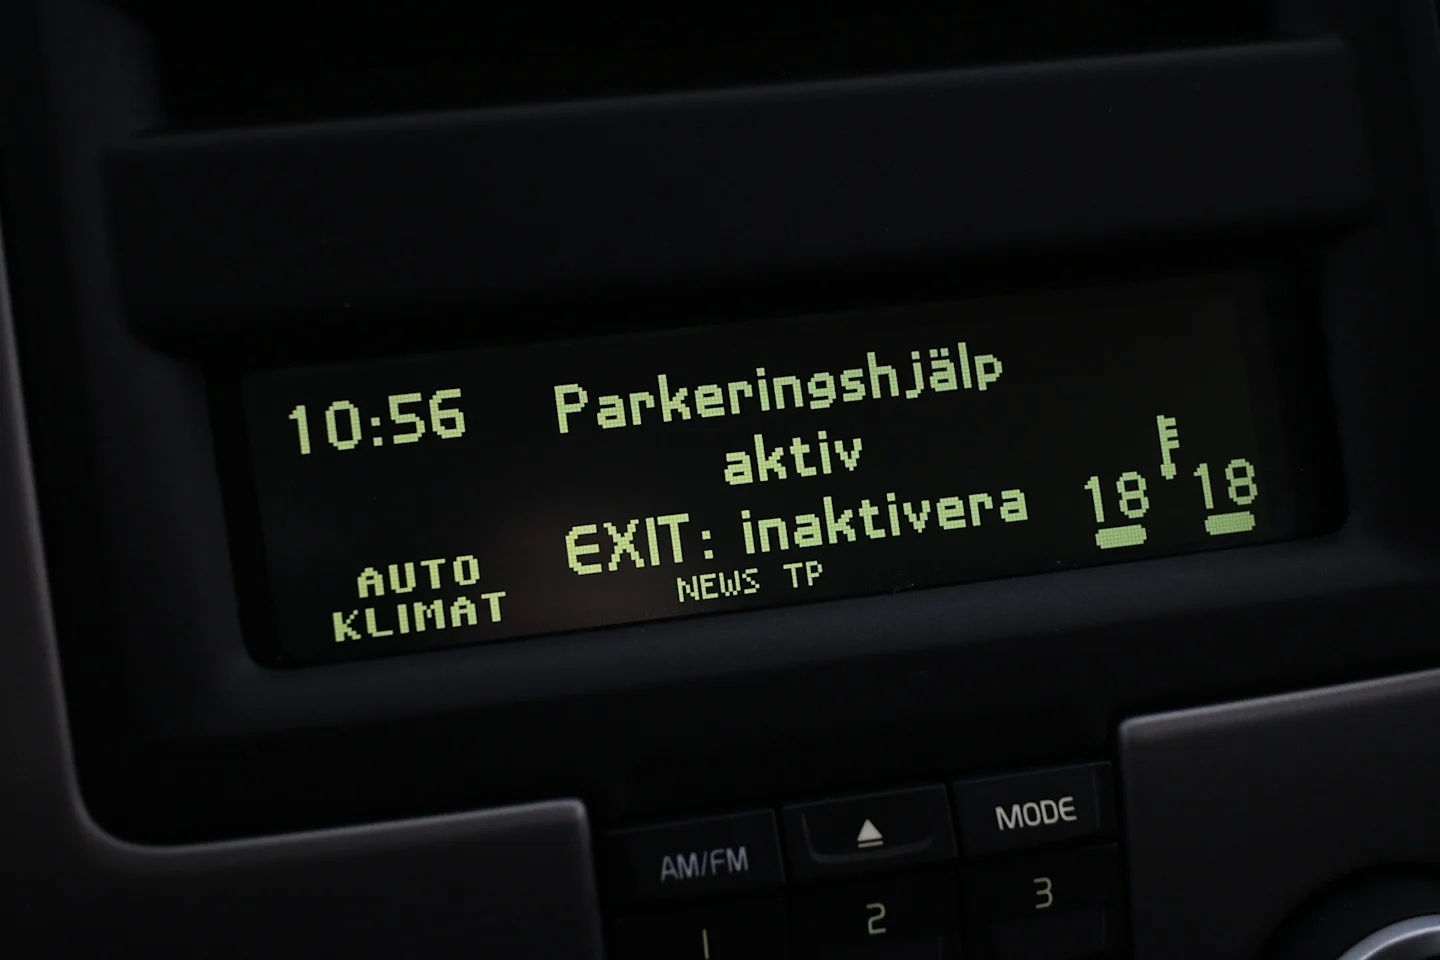 10:56
Parkeringshjälp
aktiv
EXIT: inaktivera
18 18
AUTO
KLIMAT
NEWS TP
AM/FM
MODE
1
2
3